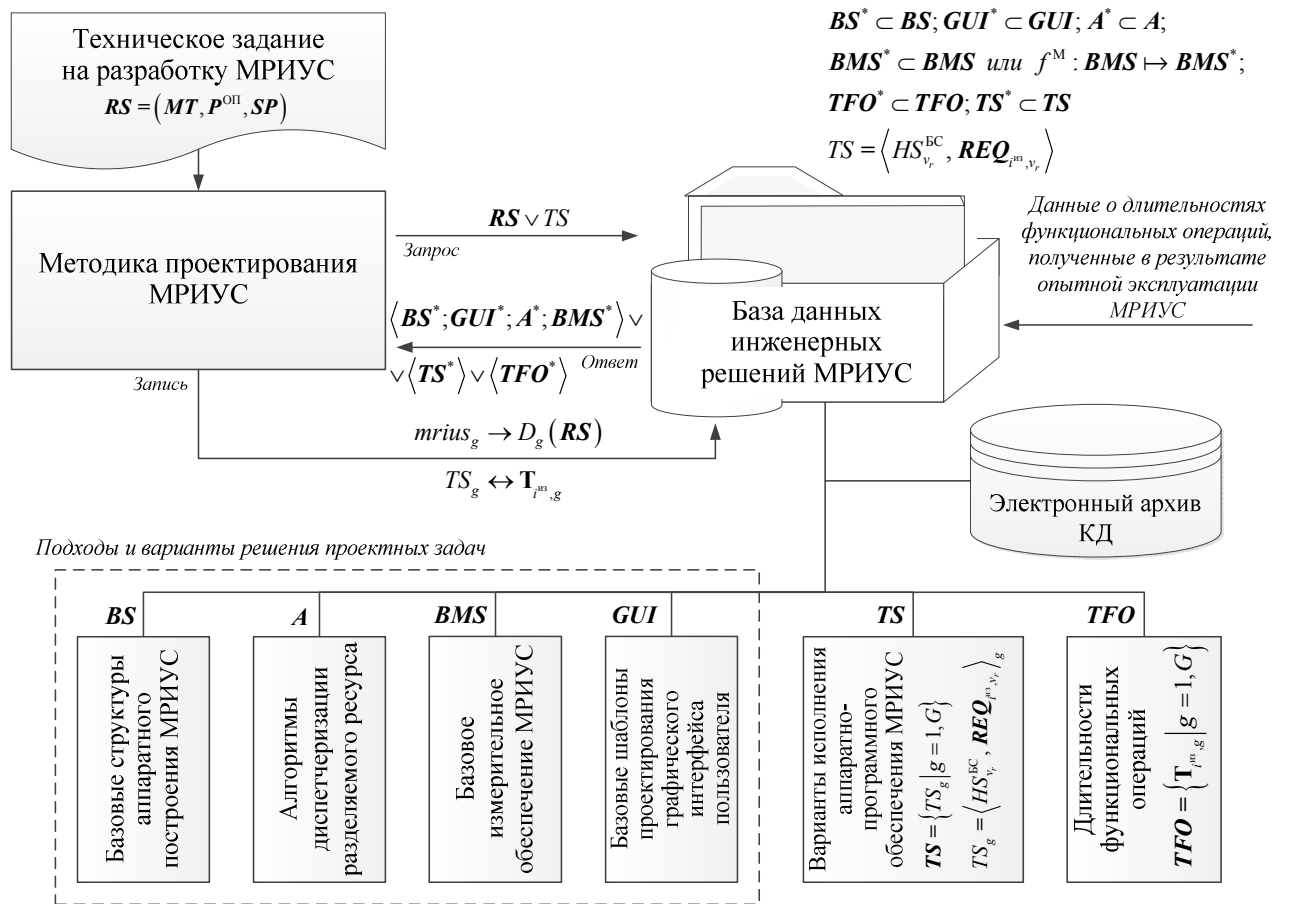 Техническое задание
на разработку МРИУС
RS = (MT, P^ОП, SP)
BS* ⊂ BS; GUI* ⊂ GUI; A* ⊂ A;
BMS* ⊂ BMS или f^М : BMS ↦ BMS*;
TFO* ⊂ TFO; TS* ⊂ TS
TS = ⟨HS^БС_{v_r}, REQ_{i^из, v_r}⟩
Методика проектирования
МРИУС
RS ∨ TS
Запрос
⟨BS*; GUI*; A*; BMS*⟩ ∨
Ответ
∨ ⟨TS*⟩ ∨ ⟨TFO*⟩
Запись
mrius_g → D_g (RS)
TS_g ↔ T_{i^из, g}
База данных
инженерных
решений МРИУС
Данные о длительностях
функциональных операций,
полученные в результате
опытной эксплуатации
МРИУС
Электронный архив
КД
Подходы и варианты решения проектных задач
BS
Базовые структуры
аппаратного
построения МРИУС
A
Алгоритмы
диспетчеризации
разделяемого ресурса
BMS
Базовое
измерительное
обеспечение МРИУС
GUI
Базовые шаблоны
проектирования
графического
интерфейса
пользователя
TS
Варианты исполнения
аппаратно-
программного
обеспечения МРИУС
TS = {TS_g | g = 1, G}
TS_g = ⟨HS^БС_{v_r}, REQ_{i^из, v_r}⟩_g
TFO
Длительности
функциональных
операций
TFO = {T_{i^из, g} | g = 1, G}